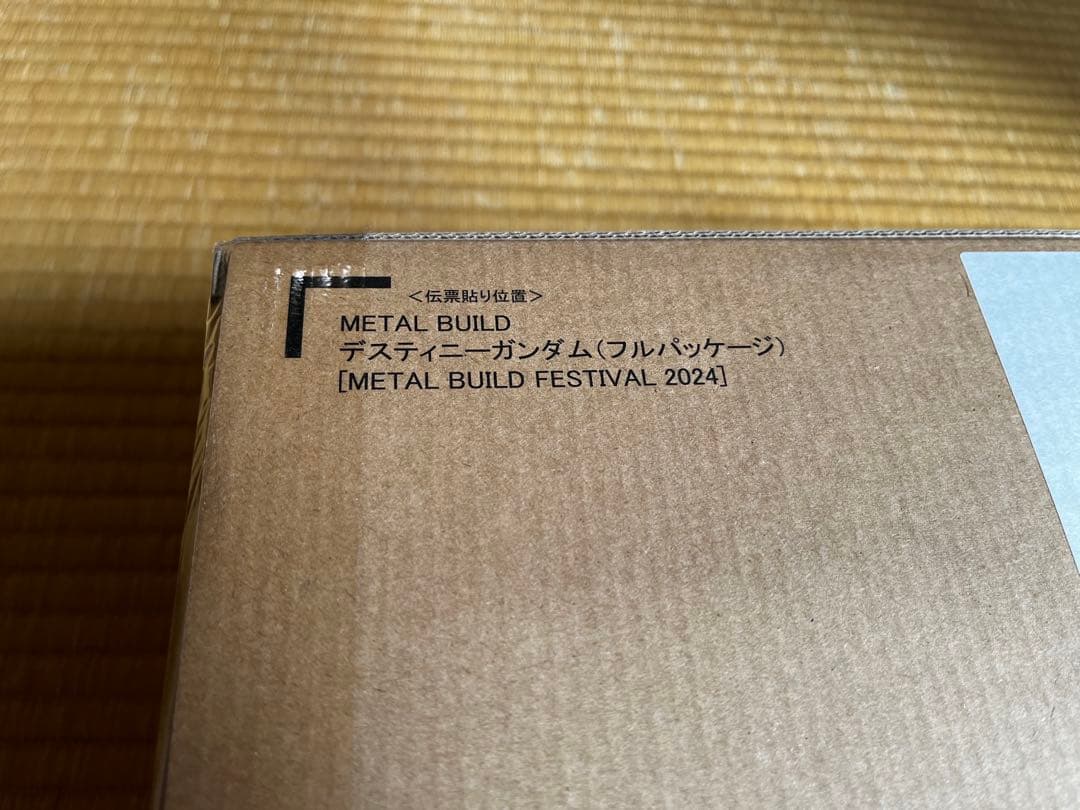 <伝票貼り位置>
METAL BUILD
デスティニーガンダム(フルパッケージ)
[METAL BUILD FESTIVAL 2024]